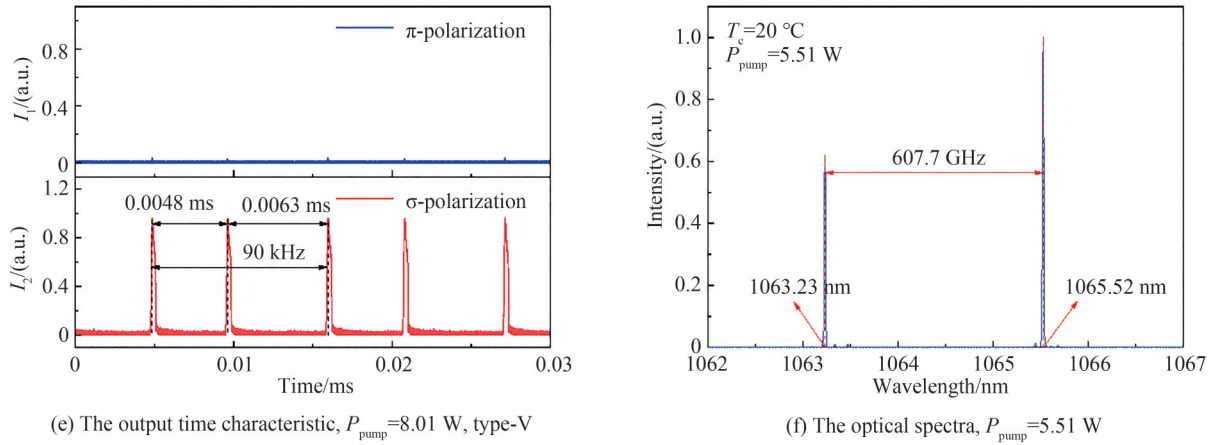 π-polarization
I₁/(a.u.)
0.8
0.4
0
σ-polarization
I₂/(a.u.)
1.2
0.8
0.4
0
0.0048 ms
0.0063 ms
90 kHz
0
0.01
0.02
0.03
Time/ms
(e) The output time characteristic, Ppump=8.01 W, type-V
Tc=20 ℃
Ppump=5.51 W
Intensity/(a.u.)
1.0
0.8
0.6
0.4
0.2
0
607.7 GHz
1063.23 nm
1065.52 nm
1062
1063
1064
1065
1066
1067
Wavelength/nm
(f) The optical spectra, Ppump=5.51 W